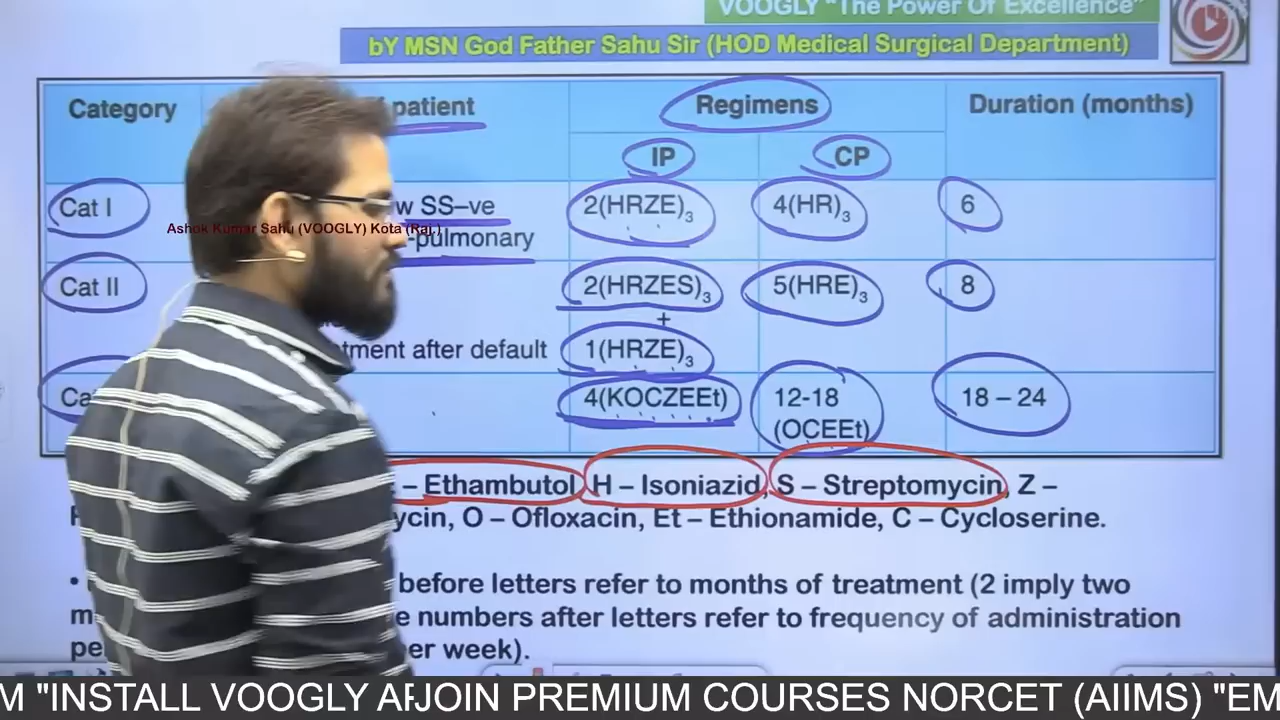 VOOGLY "The Power Of Excellence"
bY MSN God Father Sahu Sir (HOD Medical Surgical Department)
Category patient Regimens Duration (months)
IP CP
Cat I SS–ve 2(HRZE)3 4(HR)3 6
Ashok Kumar Sahu (VOOGLY) Kota (Raj.)
-pulmonary
Cat II 2(HRZES)3 5(HRE)3 8
+
after default 1(HRZE)3
4(KOCZEEt) 12-18 18 – 24
(OCEEt)
– Ethambutol, H – Isoniazid, S – Streptomycin, Z –
O – Ofloxacin, Et – Ethionamide, C – Cycloserine.
• before letters refer to months of treatment (2 imply two
numbers after letters refer to frequency of administration
week).
M "INSTALL VOOGLY JOIN PREMIUM COURSES NORCET (AIIMS) "EM